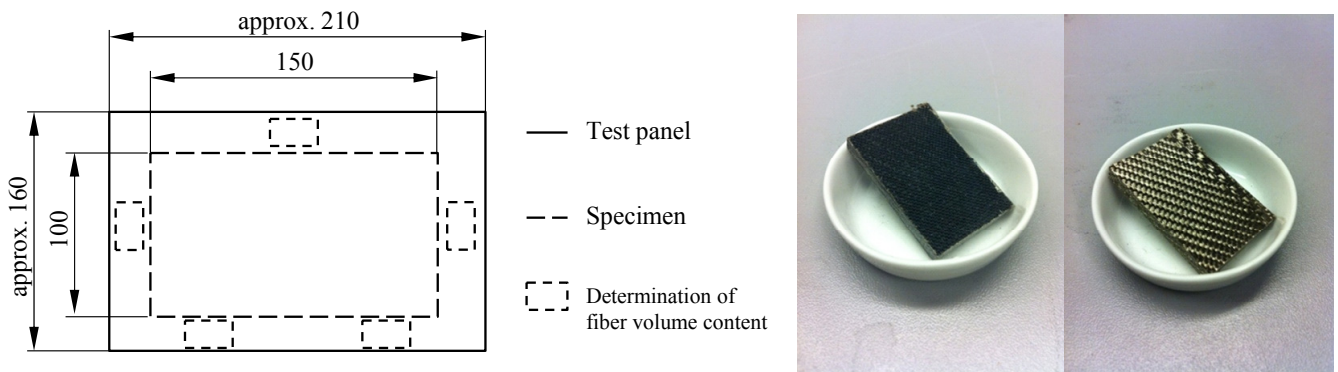 approx. 210
150
approx. 160
100
Test panel
Specimen
Determination of
fiber volume content